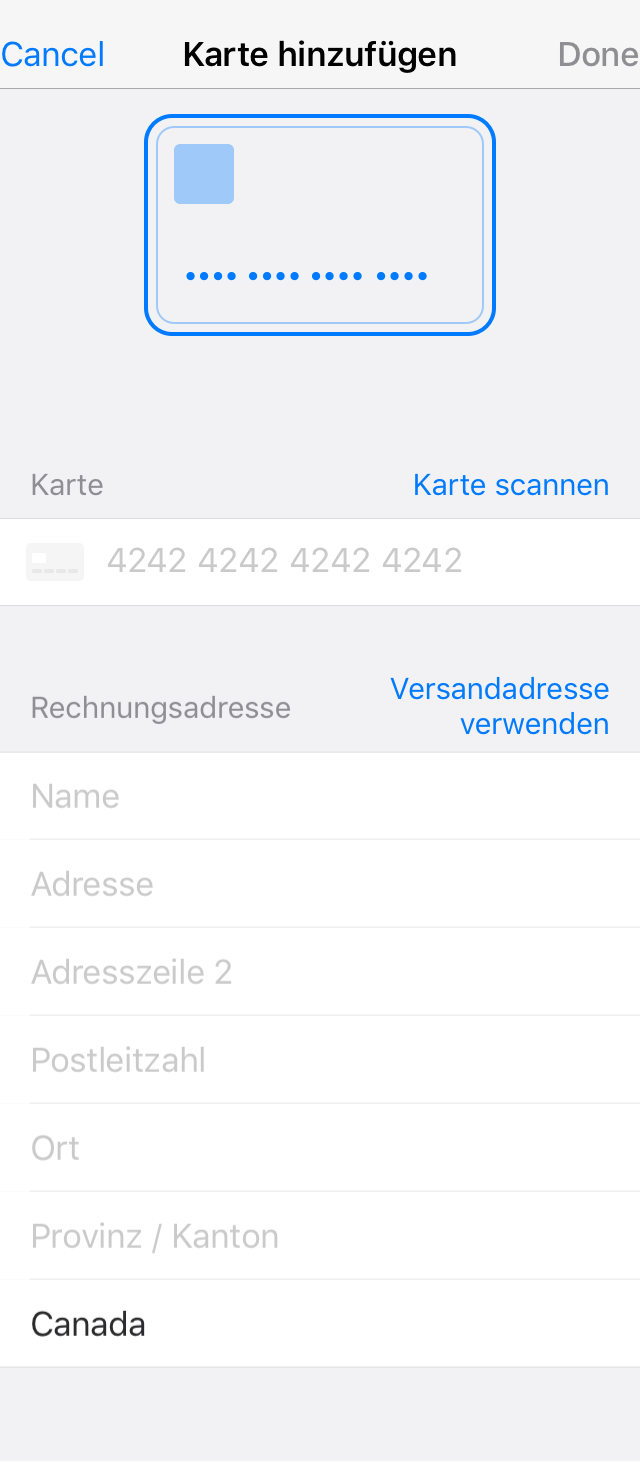 Cancel Karte hinzufügen Done
•••• •••• •••• ••••
Karte Karte scannen
4242 4242 4242 4242
Rechnungsadresse Versandadresse
verwenden
Name
Adresse
Adresszeile 2
Postleitzahl
Ort
Provinz / Kanton
Canada